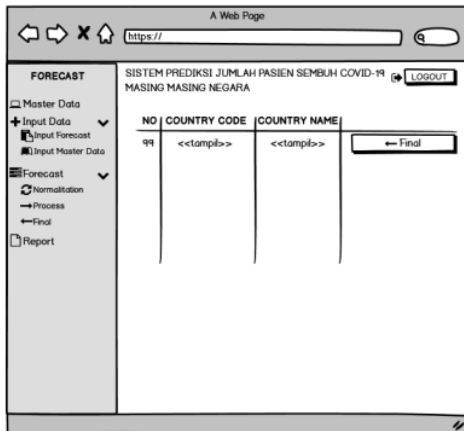 A Web Page
https://
FORECAST
Master Data
Input Data
Input Forecast
Input Master Data
Forecast
Normalitation
Process
Final
Report
SISTEM PREDIKSI JUMLAH PASIEN SEMBUH COVID-19
MASING MASING NEGARA
LOGOUT
NO COUNTRY CODE COUNTRY NAME
99 <<tampil>> <<tampil>> Final